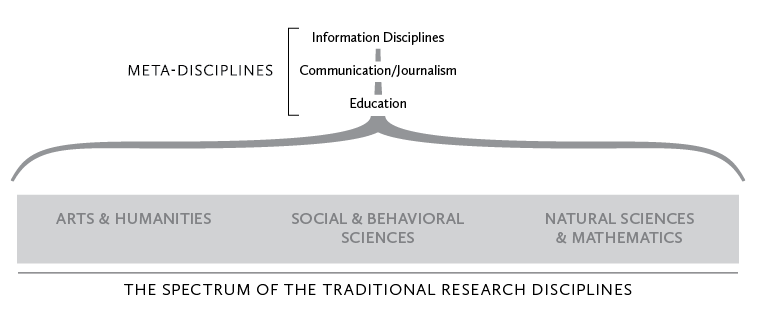 Information Disciplines
META-DISCIPLINES
Communication/Journalism
Education
ARTS & HUMANITIES
SOCIAL & BEHAVIORAL
SCIENCES
NATURAL SCIENCES
& MATHEMATICS
THE SPECTRUM OF THE TRADITIONAL RESEARCH DISCIPLINES